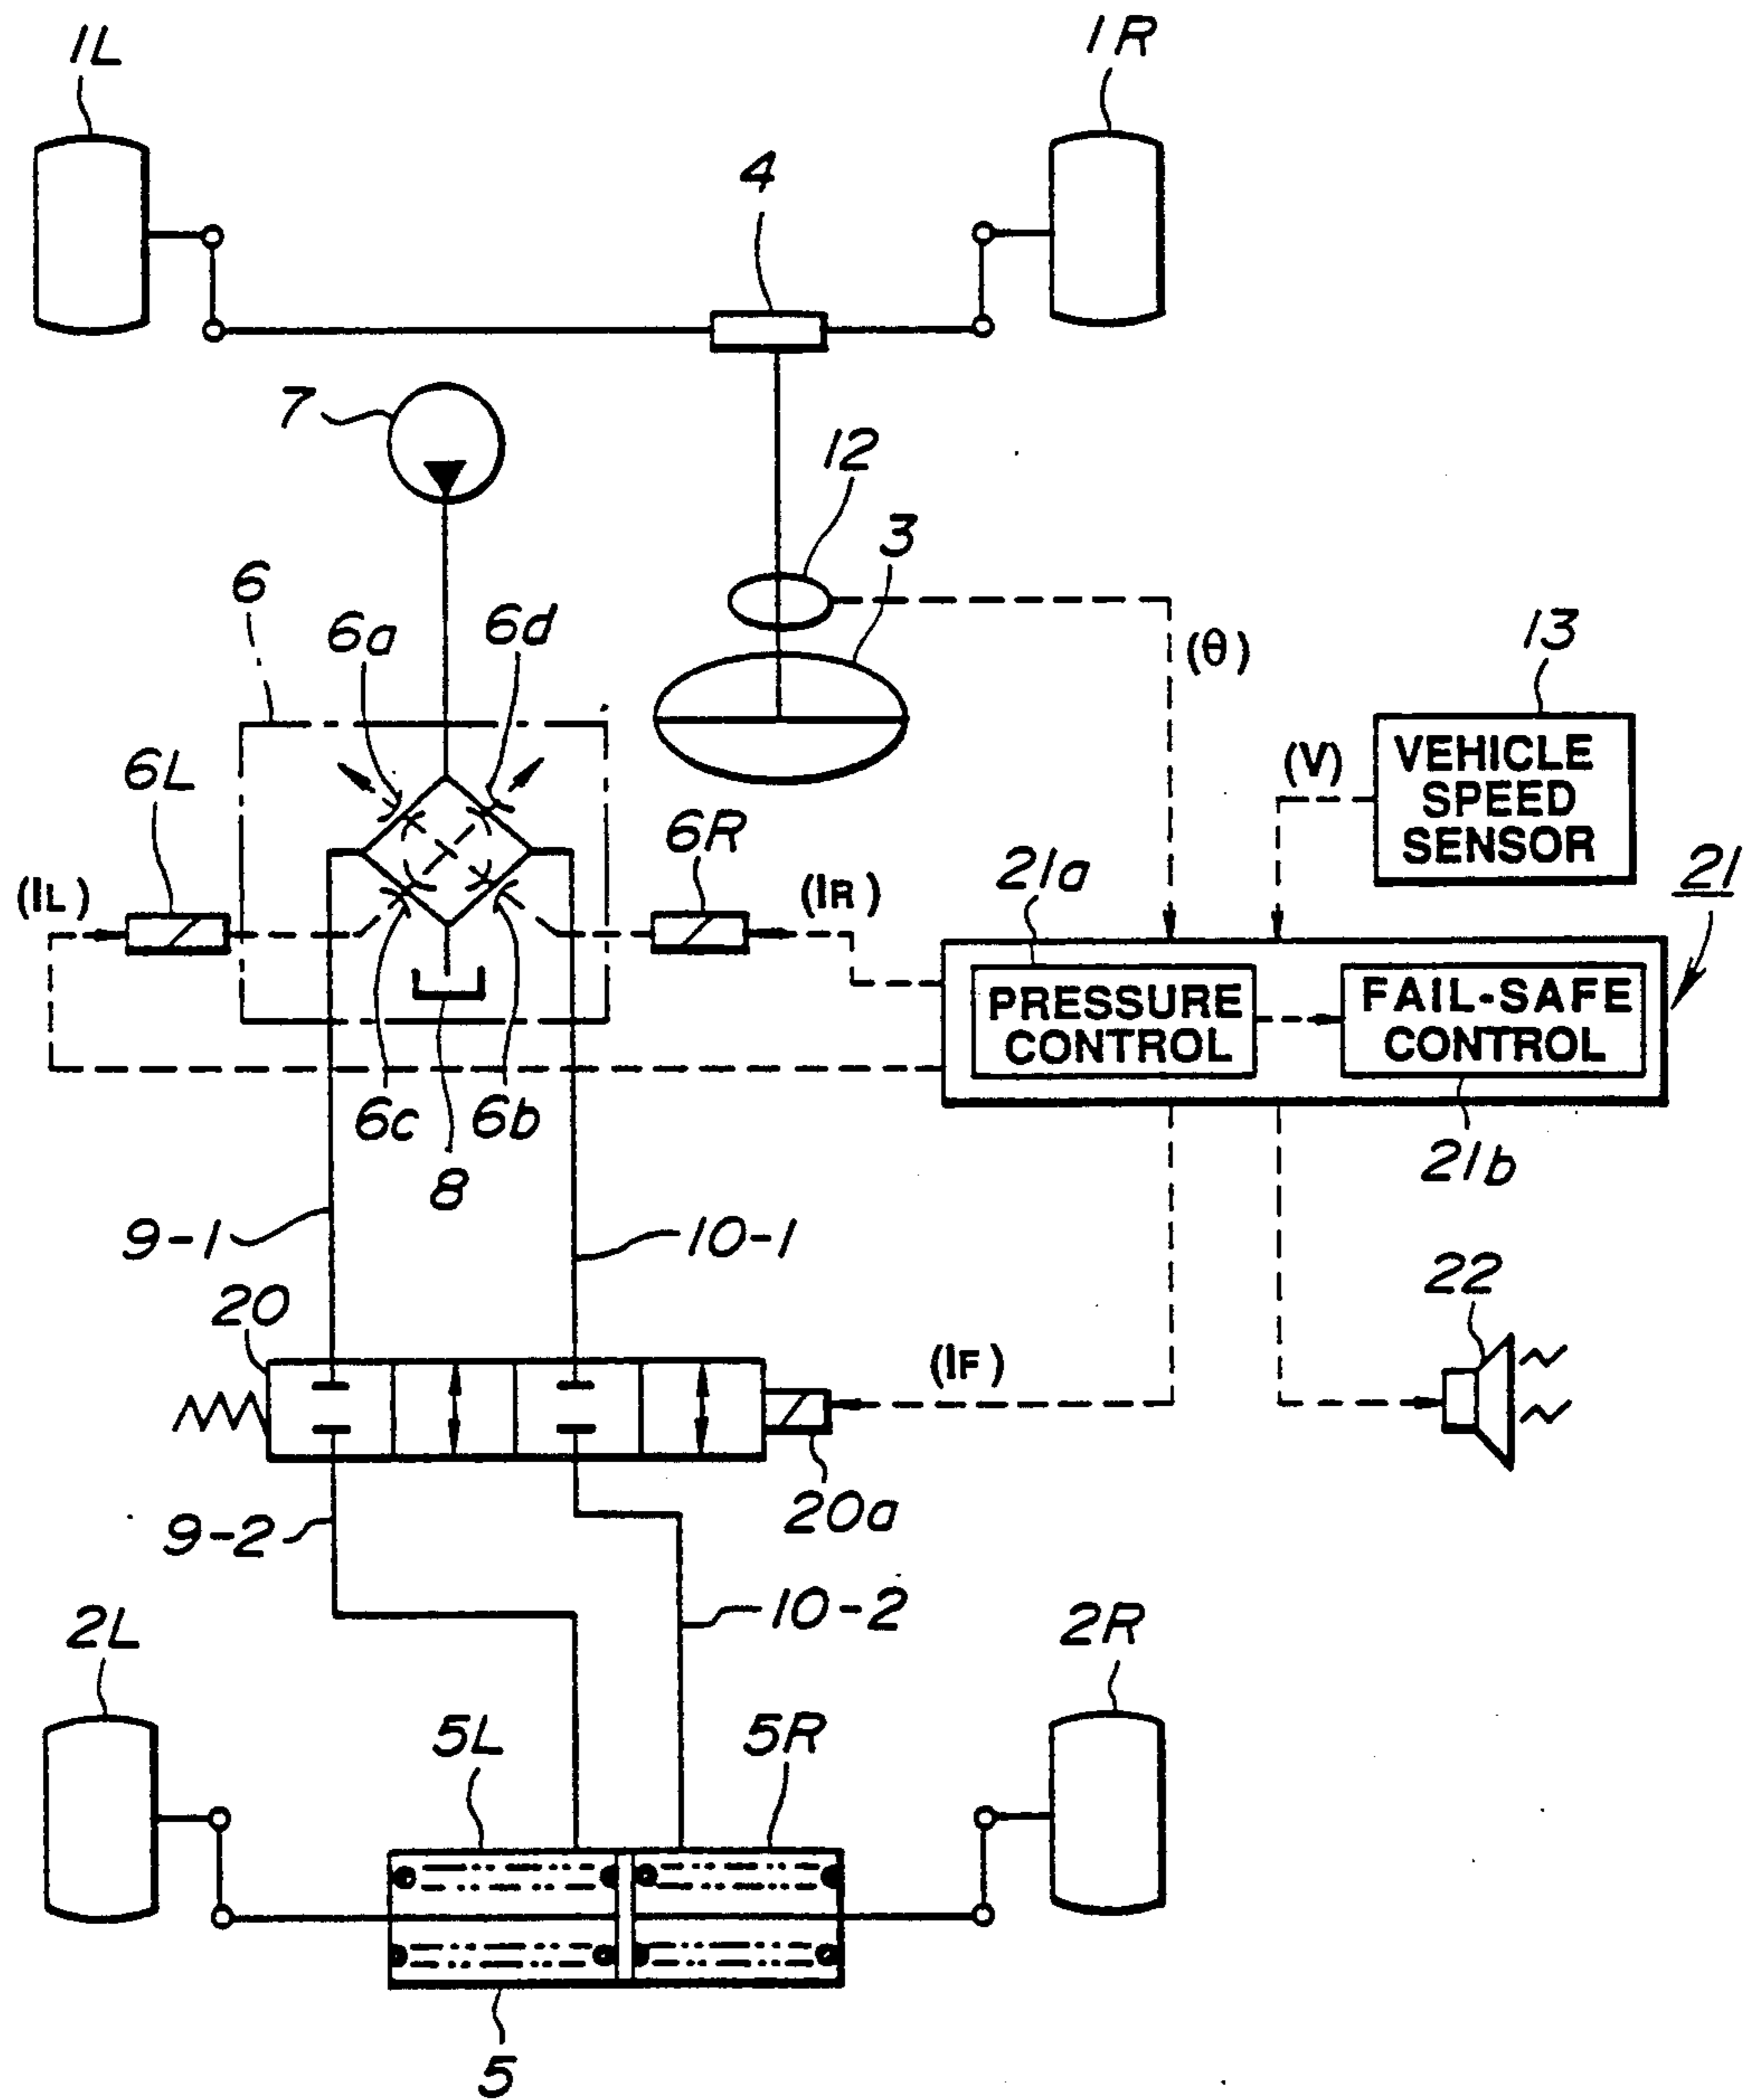 1L
1R
4
7
12
3
6
6a
6d
(θ)
13
6L
(V)
VEHICLE
SPEED
SENSOR
6R
21
(IL)
(IR)
21a
PRESSURE
CONTROL
FAIL-SAFE
CONTROL
6c
6b
8
21b
9-1
10-1
20
22
(IF)
20a
9-2
10-2
2L
2R
5L
5R
5